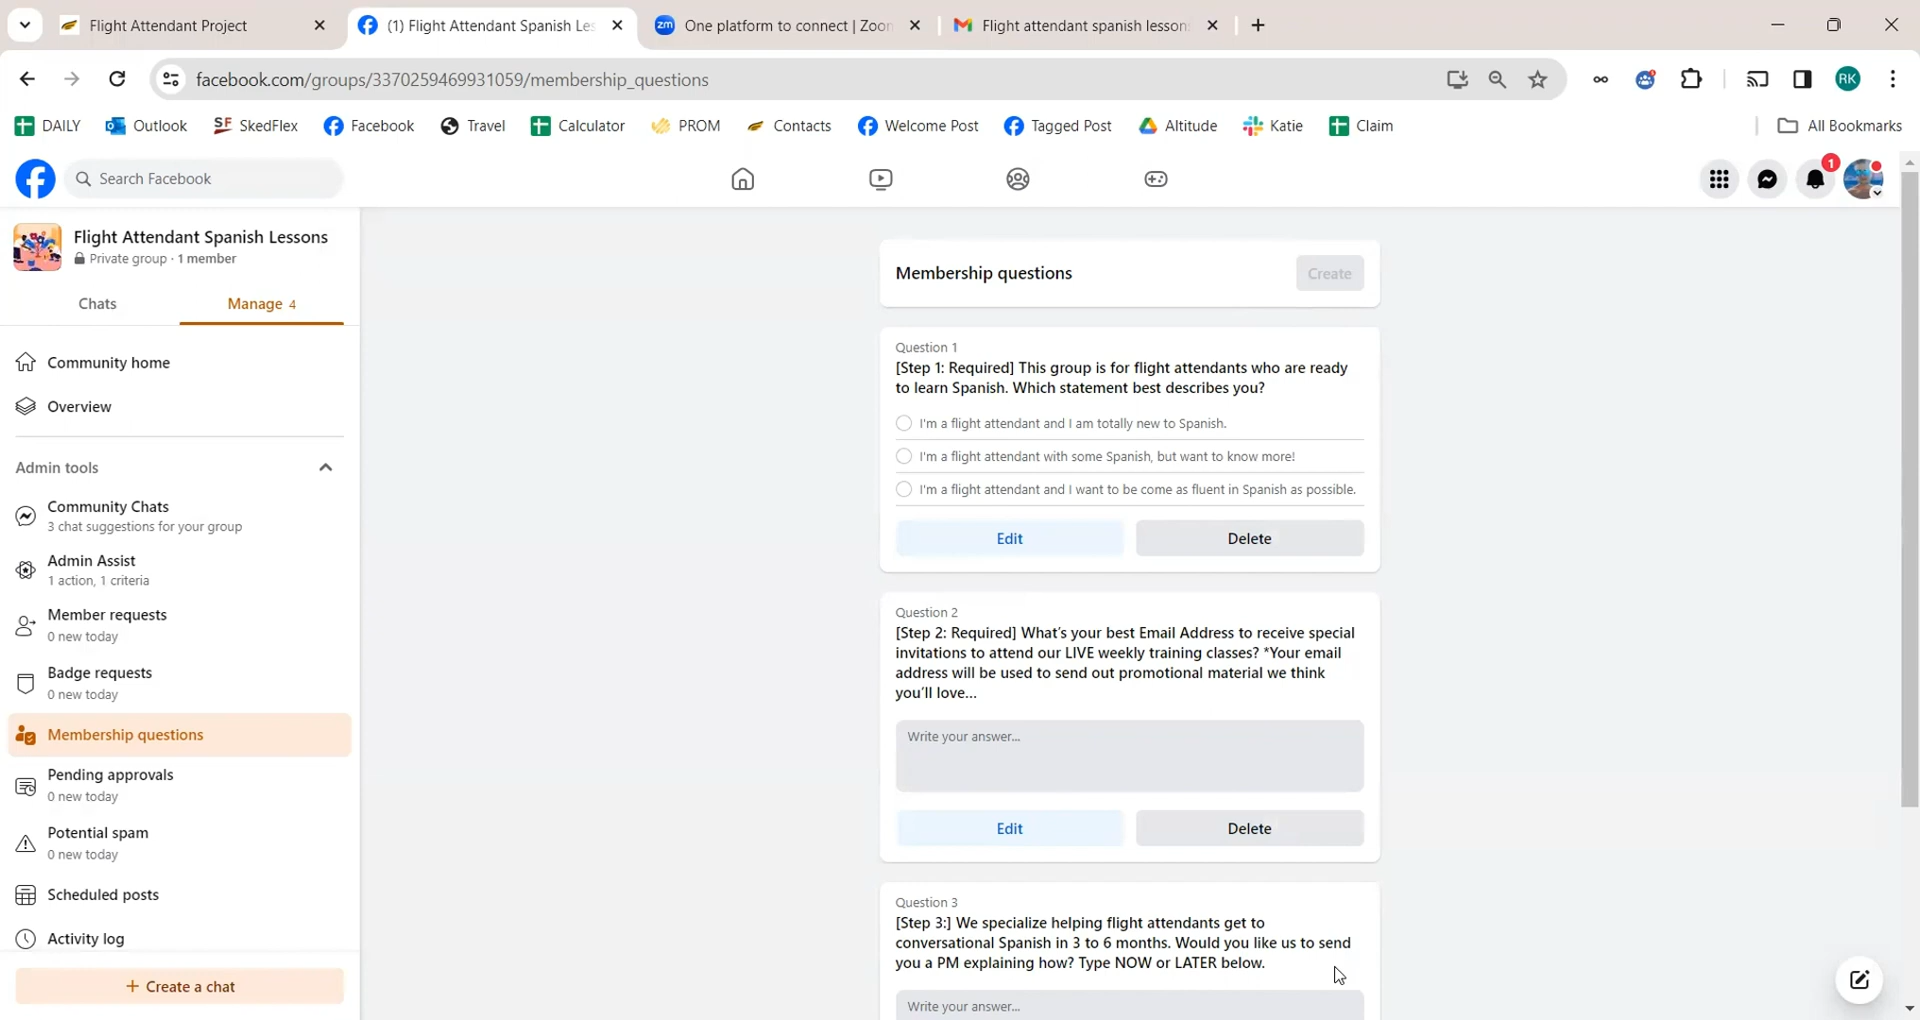 Flight Attendant Project
(1) Flight Attendant Spanish Les
zm One platform to connect | Zoom
Flight attendant spanish lesson
facebook.com/groups/3370259469931059/membership_questions
RK
DAILY
Outlook
SF SkedFlex
Facebook
Travel
Calculator
PROM
Contacts
Welcome Post
Tagged Post
Altitude
Katie
Claim
All Bookmarks
Search Facebook
1
Flight Attendant Spanish Lessons
Private group · 1 member
Chats
Manage 4
Community home
Overview
Admin tools
Community Chats
3 chat suggestions for your group
Admin Assist
1 action, 1 criteria
Member requests
0 new today
Badge requests
0 new today
Membership questions
Pending approvals
0 new today
Potential spam
0 new today
Scheduled posts
Activity log
+ Create a chat
Membership questions
Create
Question 1
[Step 1: Required] This group is for flight attendants who are ready
to learn Spanish. Which statement best describes you?
I'm a flight attendant and I am totally new to Spanish.
I'm a flight attendant with some Spanish, but want to know more!
I'm a flight attendant and I want to be come as fluent in Spanish as possible.
Edit
Delete
Question 2
[Step 2: Required] What's your best Email Address to receive special
invitations to attend our LIVE weekly training classes? *Your email
address will be used to send out promotional material we think
you'll love...
Write your answer...
Edit
Delete
Question 3
[Step 3:] We specialize helping flight attendants get to
conversational Spanish in 3 to 6 months. Would you like us to send
you a PM explaining how? Type NOW or LATER below.
Write your answer...